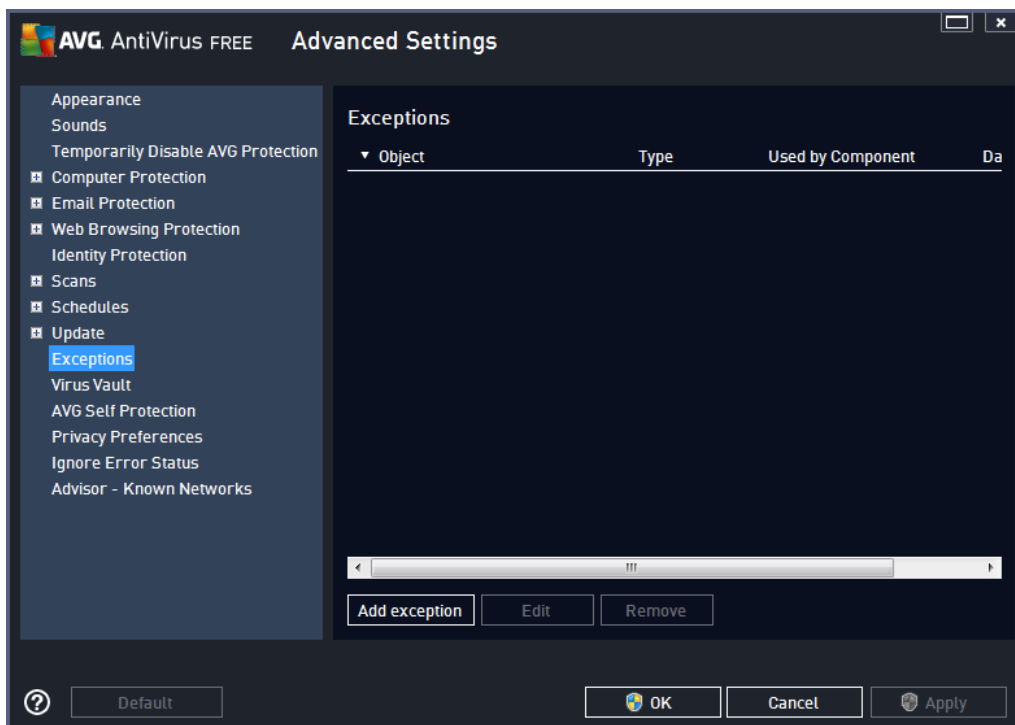 AVG. AntiVirus FREE Advanced Settings
Appearance
Sounds
Temporarily Disable AVG Protection
Computer Protection
Email Protection
Web Browsing Protection
Identity Protection
Scans
Schedules
Update
Exceptions
Virus Vault
AVG Self Protection
Privacy Preferences
Ignore Error Status
Advisor - Known Networks
Exceptions
Object Type Used by Component Da
Add exception Edit Remove
? Default OK Cancel Apply